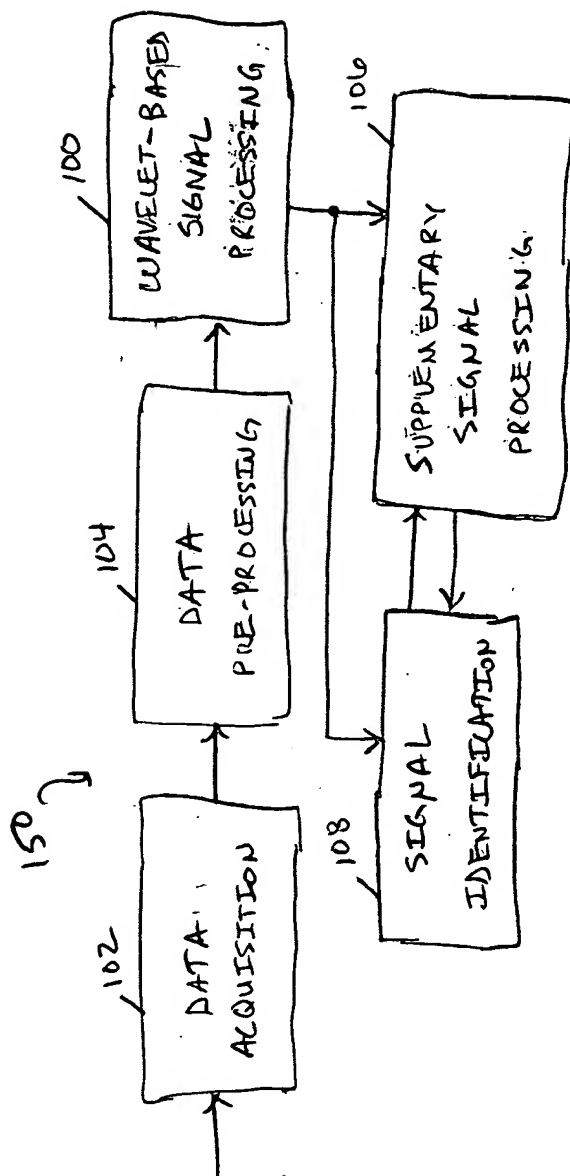 150
102
DATA
ACQUISITION
104
DATA
PRE-PROCESSING
100
WAVELET-BASED
SIGNAL
PROCESSING
108
SIGNAL
IDENTIFICATION
106
SUPPLEMENTARY
SIGNAL
PROCESSING